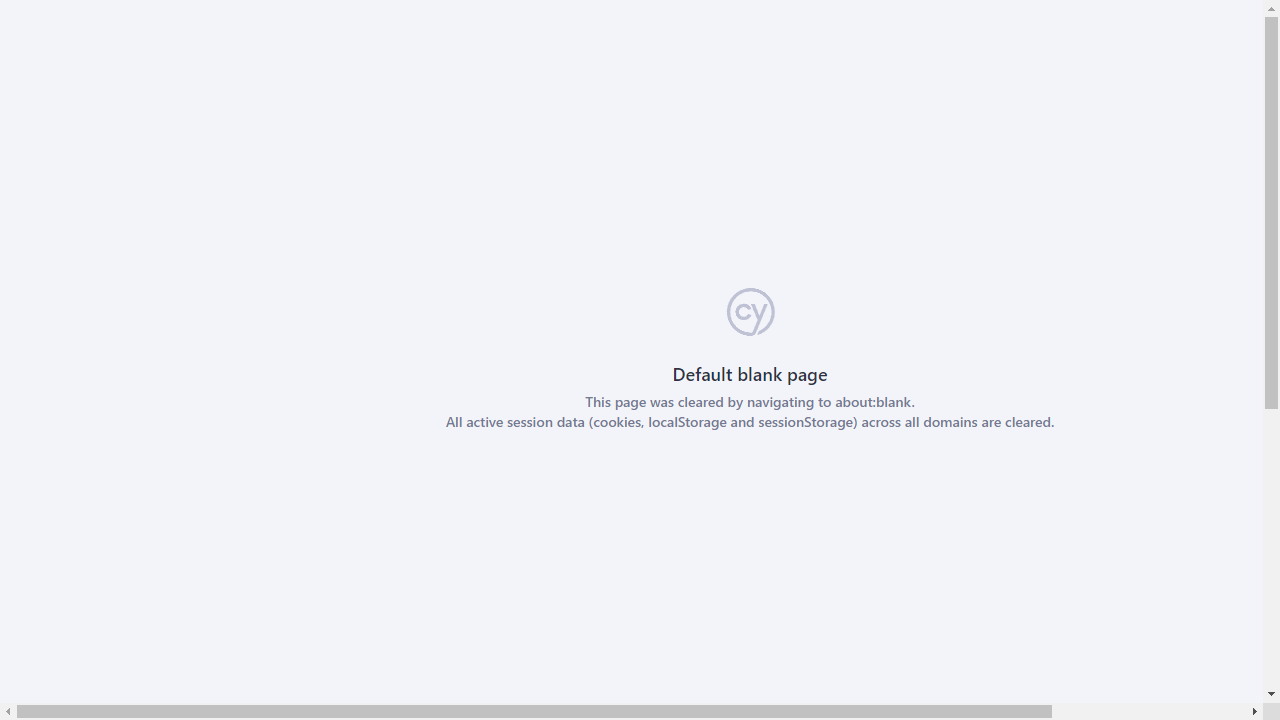 cy
Default blank page
This page was cleared by navigating to about:blank.
All active session data (cookies, localStorage and sessionStorage) across all domains are cleared.